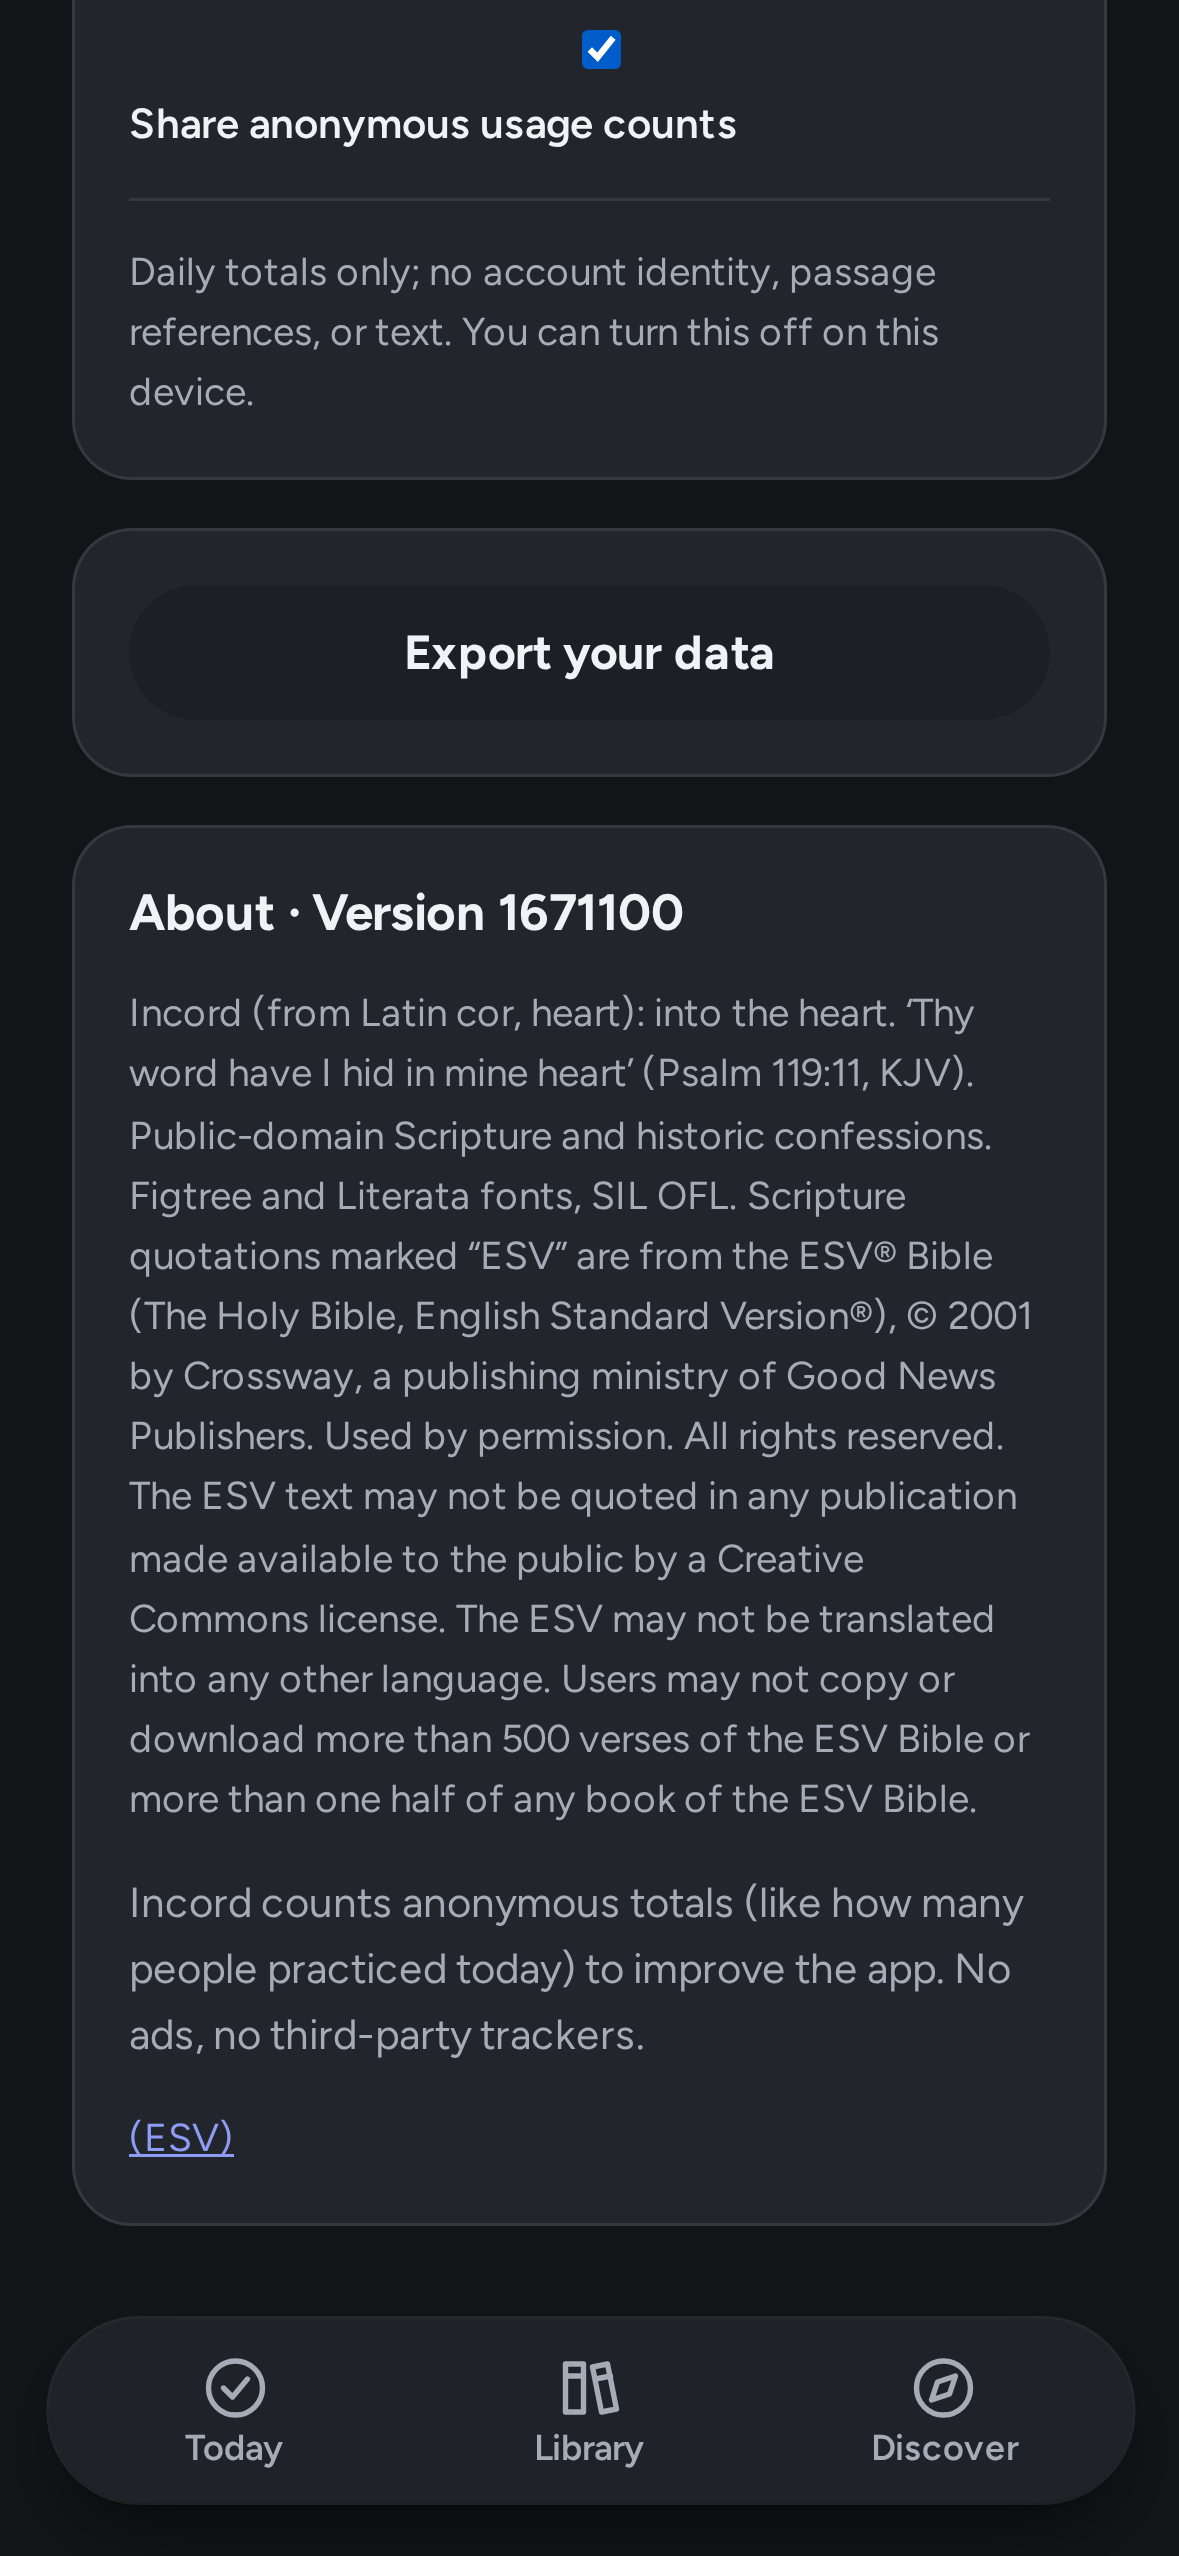 Share anonymous usage counts
Daily totals only; no account identity, passage
references, or text. You can turn this off on this
device.
Export your data
About · Version 1671100
Incord (from Latin cor, heart): into the heart. ‘Thy
word have I hid in mine heart’ (Psalm 119:11, KJV).
Public-domain Scripture and historic confessions.
Figtree and Literata fonts, SIL OFL. Scripture
quotations marked “ESV” are from the ESV® Bible
(The Holy Bible, English Standard Version®), © 2001
by Crossway, a publishing ministry of Good News
Publishers. Used by permission. All rights reserved.
The ESV text may not be quoted in any publication
made available to the public by a Creative
Commons license. The ESV may not be translated
into any other language. Users may not copy or
download more than 500 verses of the ESV Bible or
more than one half of any book of the ESV Bible.
Incord counts anonymous totals (like how many
people practiced today) to improve the app. No
ads, no third-party trackers.
(ESV)
Today Library Discover